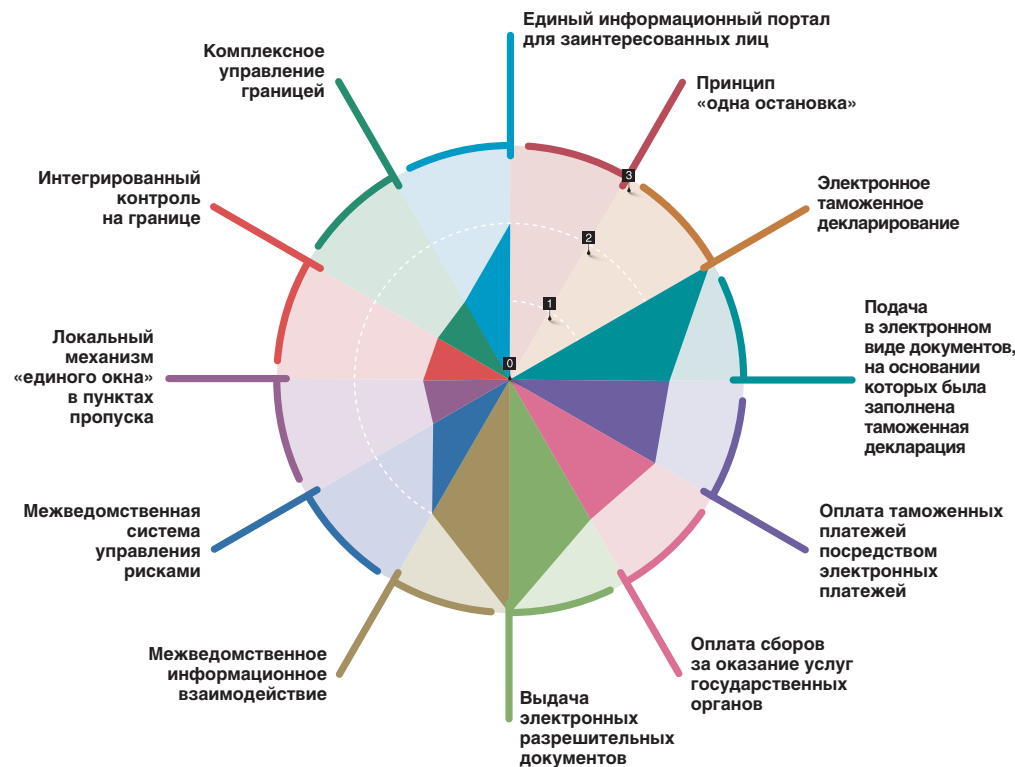 Единый информационный портал
для заинтересованных лиц
Принцип
«одна остановка»
Электронное
таможенное
декларирование
Подача
в электронном
виде документов,
на основании
которых была
заполнена
таможенная
декларация
Оплата таможенных
платежей
посредством
электронных
платежей
Оплата сборов
за оказание услуг
государственных
органов
Выдача
электронных
разрешительных
документов
Межведомственное
информационное
взаимодействие
Межведомственная
система
управления
рисками
Локальный
механизм
«единого окна»
в пунктах
пропуска
Интегрированный
контроль
на границе
Комплексное
управление
границей
3
2
1
0